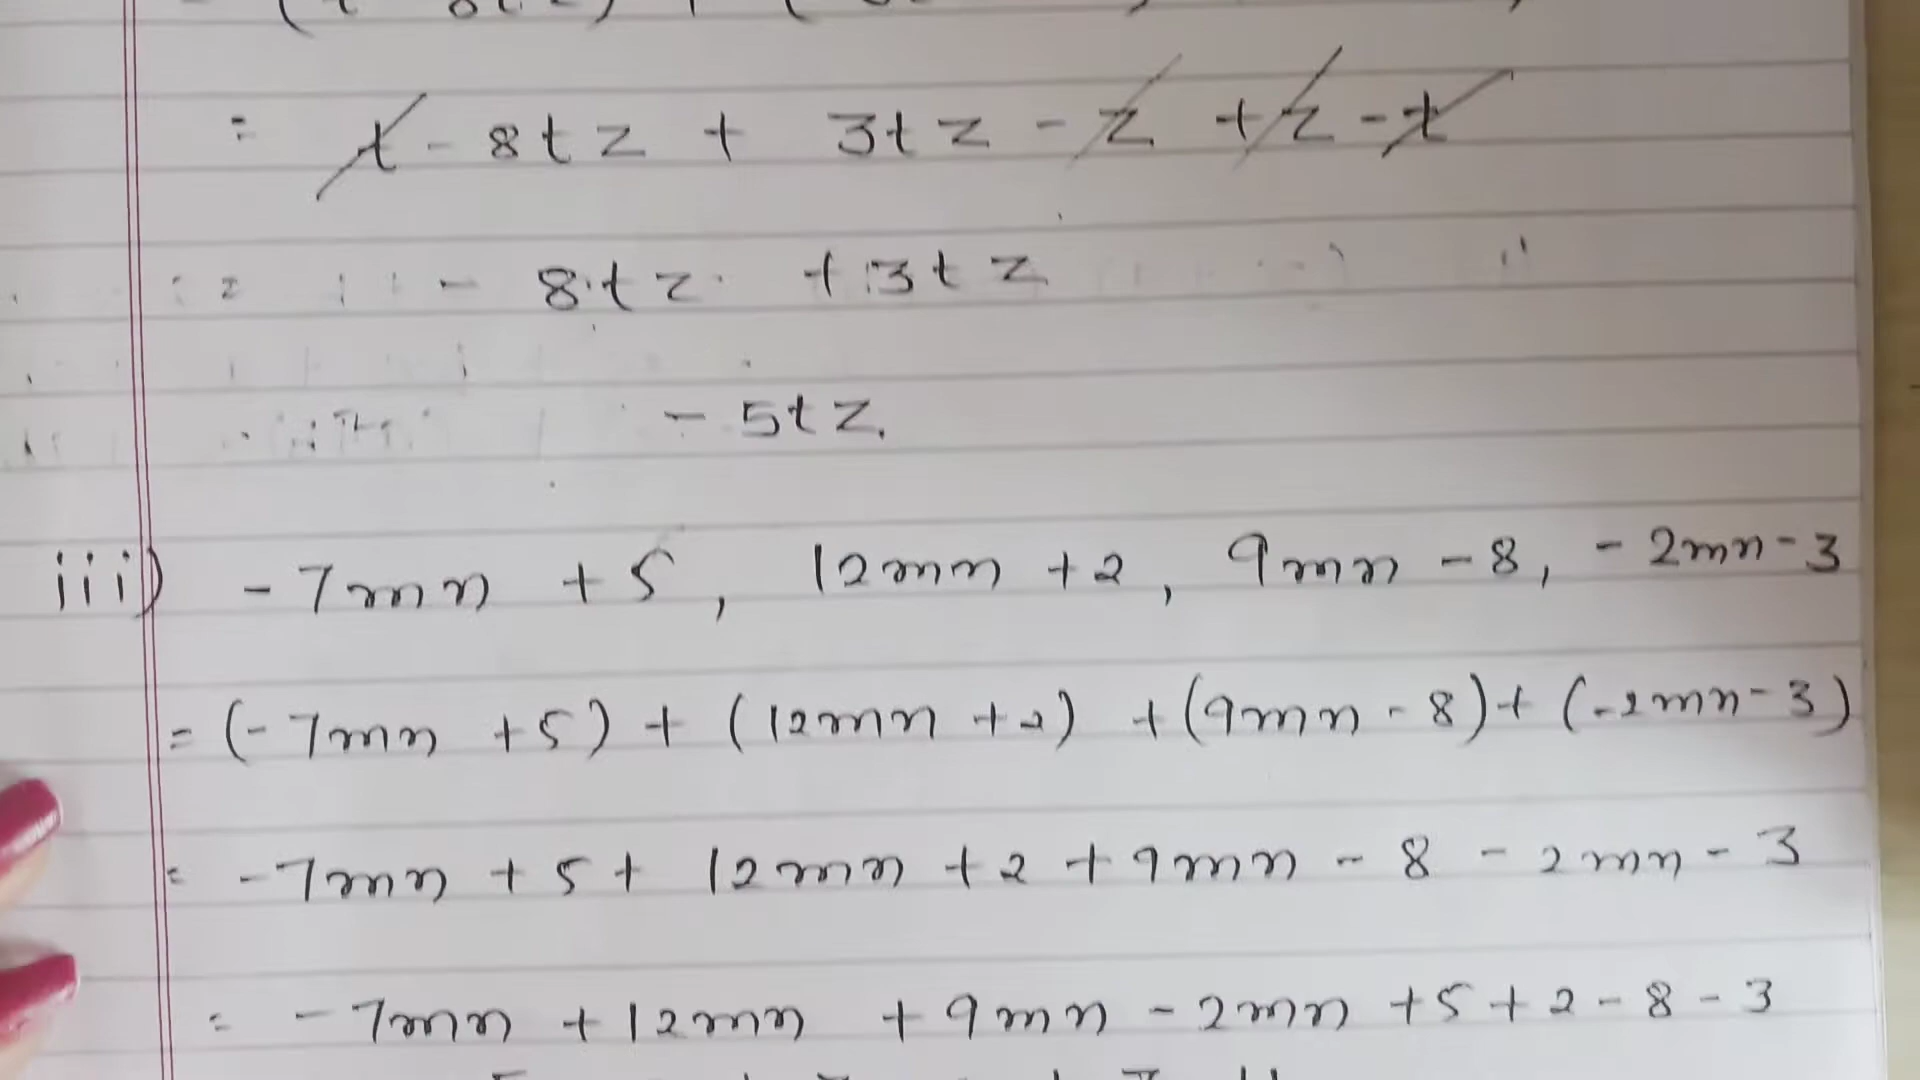 = t - 8tz + 3tz - z + z - t
= - 8tz + 3tz
- 5tz.
iii) - 7mn + 5, 12mn + 2, 9mn - 8, - 2mn - 3
= (- 7mn + 5) + (12mn + 2) + (9mn - 8) + (- 2mn - 3)
= - 7mn + 5 + 12mn + 2 + 9mn - 8 - 2mn - 3
= - 7mn + 12mn + 9mn - 2mn + 5 + 2 - 8 - 3